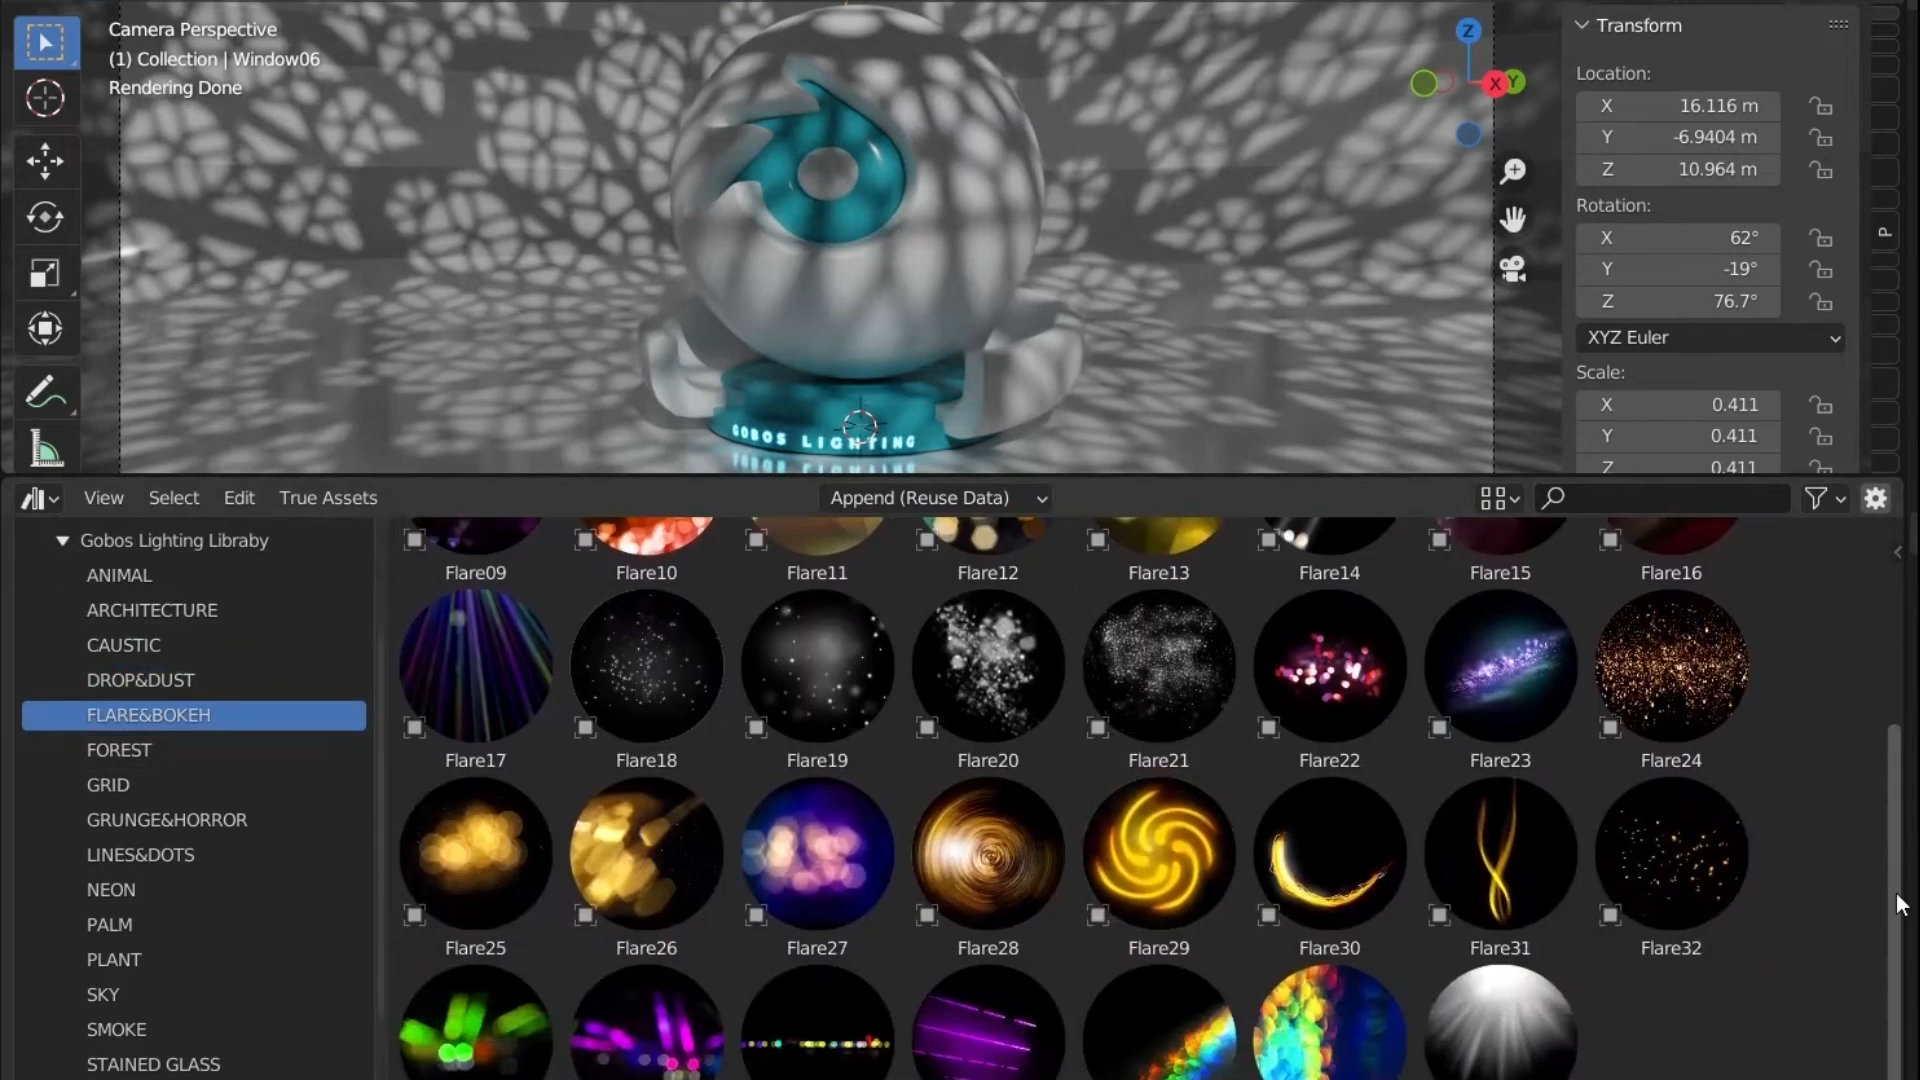 Camera Perspective
(1) Collection | Window06
Rendering Done
GOBOS LIGHTING
Z
X
Y
Transform
Location:
X 16.116 m
Y -6.9404 m
Z 10.964 m
Rotation:
X 62°
Y -19°
Z 76.7°
XYZ Euler
Scale:
X 0.411
Y 0.411
Z 0.411
P
View Select Edit True Assets Append (Reuse Data)
Gobos Lighting Libraby
ANIMAL
ARCHITECTURE
CAUSTIC
DROP&DUST
FLARE&BOKEH
FOREST
GRID
GRUNGE&HORROR
LINES&DOTS
NEON
PALM
PLANT
SKY
SMOKE
STAINED GLASS
Flare09 Flare10 Flare11 Flare12 Flare13 Flare14 Flare15 Flare16
Flare17 Flare18 Flare19 Flare20 Flare21 Flare22 Flare23 Flare24
Flare25 Flare26 Flare27 Flare28 Flare29 Flare30 Flare31 Flare32